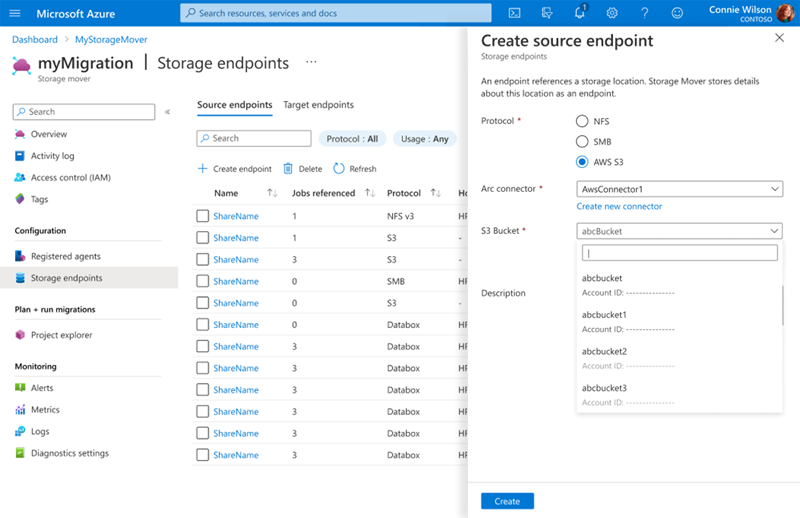 Microsoft Azure
Search resources, services and docs
1
Connie Wilson
CONTOSO
Dashboard > MyStorageMover
myMigration | Storage endpoints ...
Storage mover
Search
«
Overview
Activity log
Access control (IAM)
Tags
Configuration
Registered agents
Storage endpoints
Plan + run migrations
Project explorer
Monitoring
Alerts
Metrics
Logs
Diagnostics settings
Source endpoints Target endpoints
Search Protocol : All Usage : Any
Create endpoint Delete Refresh
Name Jobs referenced Protocol Ho
ShareName 1 NFS v3 HF
ShareName 1 S3 -
ShareName 3 S3 -
ShareName 0 SMB HF
ShareName 0 S3 -
ShareName 0 Databox HF
ShareName 3 Databox HF
ShareName 3 Databox HF
ShareName 3 Databox HF
ShareName 3 Databox HF
ShareName 3 Databox HF
ShareName 3 Databox HF
Create source endpoint
Storage endpoints
An endpoint references a storage location. Storage Mover stores details
about this location as an endpoint.
Protocol *
NFS
SMB
AWS S3
Arc connector * AwsConnector1
Create new connector
S3 Bucket * abcBucket
Description
abcbucket
Account ID: ---------------
abcbucket1
Account ID: ---------------
abcbucket2
Account ID: ---------------
abcbucket3
Account ID: ---------------
Create